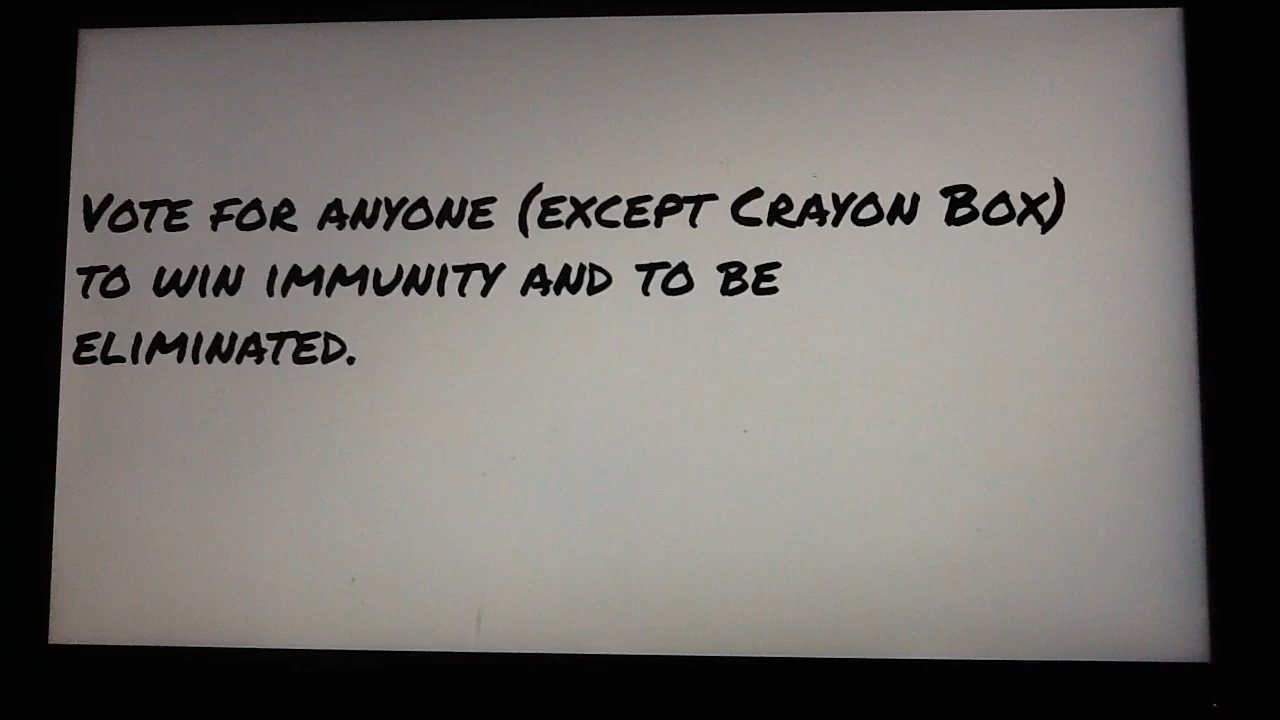 Vote for anyone (except Crayon Box)
to win immunity and to be
eliminated.